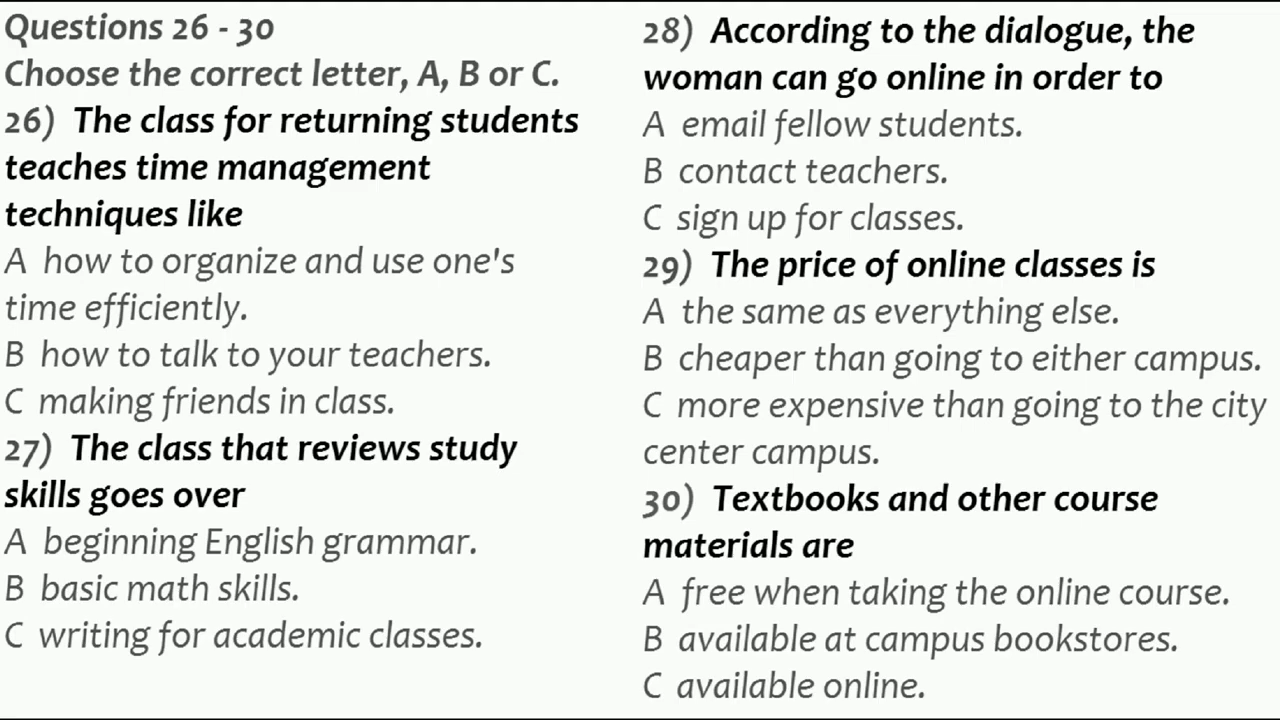 Questions 26 - 30
Choose the correct letter, A, B or C.
26) The class for returning students
teaches time management
techniques like
A how to organize and use one's
time efficiently.
B how to talk to your teachers.
C making friends in class.
27) The class that reviews study
skills goes over
A beginning English grammar.
B basic math skills.
C writing for academic classes.
28) According to the dialogue, the
woman can go online in order to
A email fellow students.
B contact teachers.
C sign up for classes.
29) The price of online classes is
A the same as everything else.
B cheaper than going to either campus.
C more expensive than going to the city
center campus.
30) Textbooks and other course
materials are
A free when taking the online course.
B available at campus bookstores.
C available online.